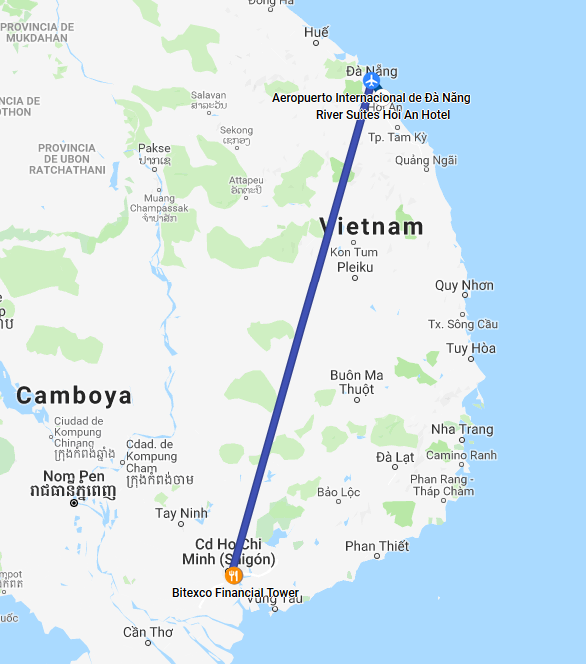 Đông Hà
PROVINCIA DE
MUKDAHAN
Huế
Đà Nẵng
Aeropuerto Internacional de Đà Nẵng
Hội An
River Suites Hoi An Hotel
Tp. Tam Kỳ
Quảng Ngãi
NCIA DE
OTHON
Salavan
ສາລະວັນ
Sekong
ເຊກອງ
PROVINCIA
DE UBON
RATCHATHANI
Pakse
ປາກເຊ
Attapeu
ອັດຕະປື
Muang
Champassak
ຈຳປາສັກ
Vietnam
Kon Tum
Pleiku
Quy Nhơn
Tx. Sông Cầu
Tuy Hòa
Camboya
Buôn Ma
Thuột
Ciudad de
Kompung
Chinang
ក្រុងកំពង់ឆ្នាំង
Cdad. de
Kompung
Cham
ក្រុងកំពង់ចាម
Nha Trang
Đà Lạt
Camino Ranh
Nom Pen
រាជធានីភ្នំពេញ
Phan Rang -
Tháp Chàm
Bảo Lộc
Tây Ninh
Cd Ho Chi
Minh (Saigón)
Phan Thiết
Bitexco Financial Tower
Vũng Tàu
Cần Thơ